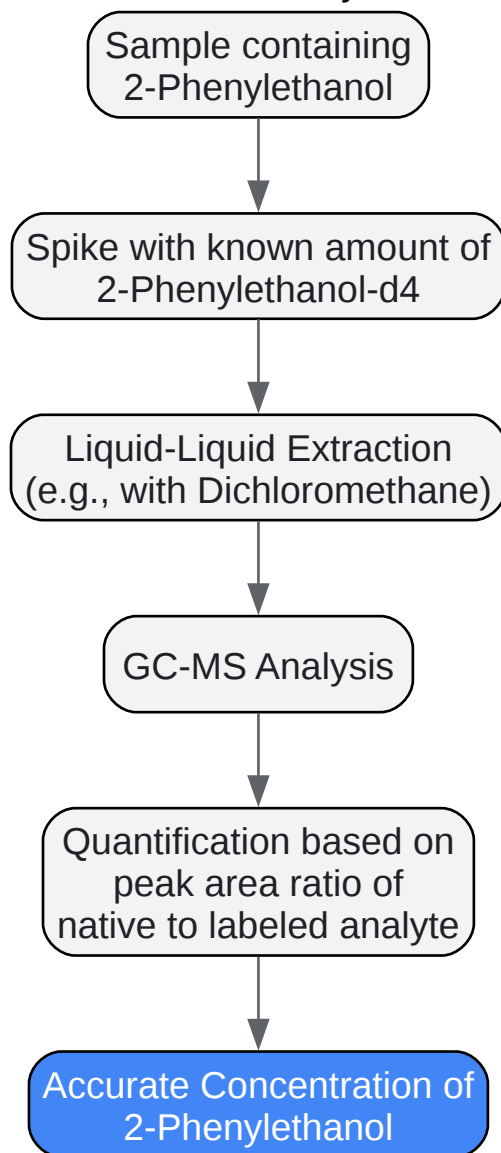 Sample containing
2-Phenylethanol
Spike with known amount of
2-Phenylethanol-d4
Liquid-Liquid Extraction
(e.g., with Dichloromethane)
GC-MS Analysis
Quantification based on
peak area ratio of
native to labeled analyte
Accurate Concentration of
2-Phenylethanol